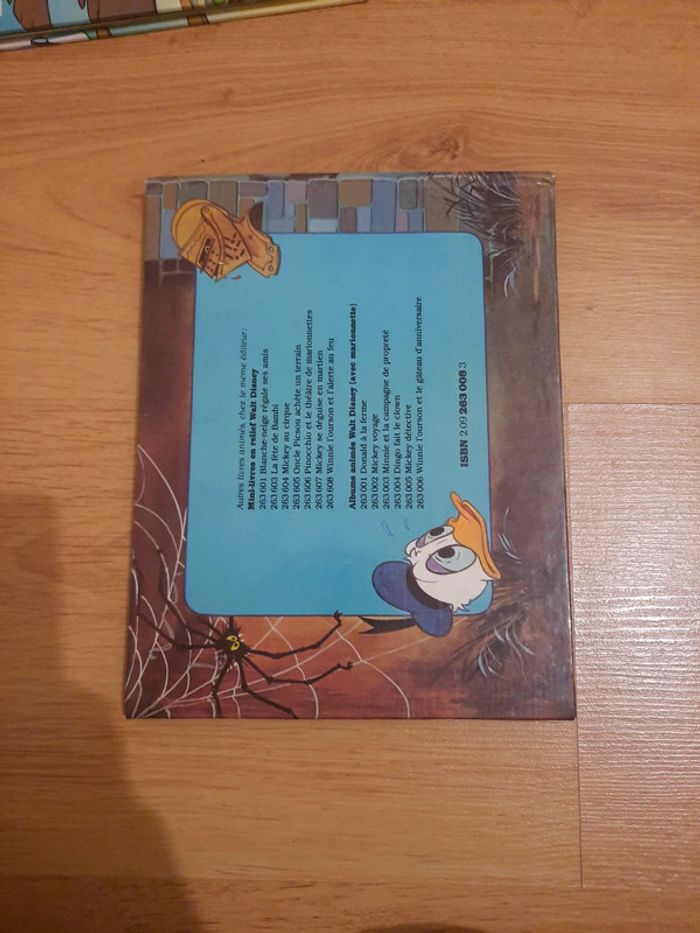 Autres livres animés, chez le même éditeur:
Mini-livres en relief Walt Disney
263 601 Blanche-neige régale ses amis
263 603 La fête de Bambi
263 604 Mickey au cirque
263 605 Oncle Picsou achète un terrain
263 606 Pinocchio et le théâtre de marionnettes
263 607 Mickey se déguise en martien
263 608 Winnie l'ourson et l'alerte au feu
Albums animés Walt Disney (avec marionnette)
263 001 Donald à la ferme
263 002 Mickey voyage
263 003 Minnie et la campagne de propreté
263 004 Dingo fait le clown
263 005 Mickey détective
263 006 Winnie l'ourson et le gâteau d'anniversaire
ISBN 2 09 263 008 3